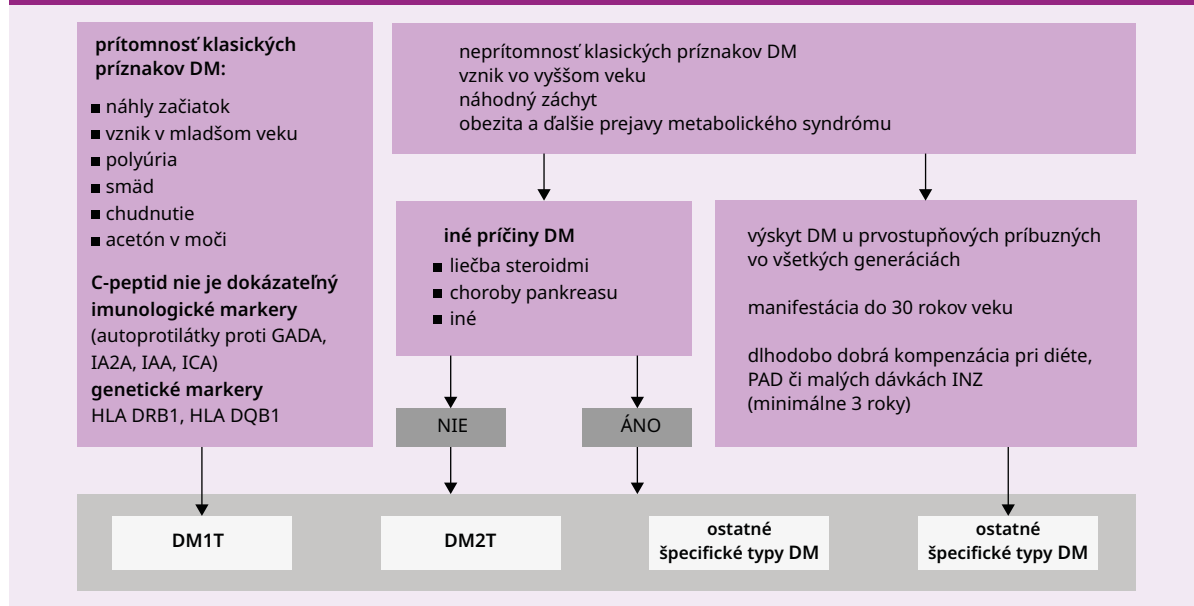 prítomnosť klasických
príznakov DM:
■ náhly začiatok
■ vznik v mladšom veku
■ polyúria
■ smäd
■ chudnutie
■ acetón v moči
C-peptid nie je dokázateľný
imunologické markery
(autoprotilátky proti GADA,
IA2A, IAA, ICA)
genetické markery
HLA DRB1, HLA DQB1
neprítomnosť klasických príznakov DM
vznik vo vyššom veku
náhodný záchyt
obezita a ďalšie prejavy metabolického syndrómu
iné príčiny DM
■ liečba steroidmi
■ choroby pankreasu
■ iné
výskyt DM u prvostupňových príbuzných
vo všetkých generáciách
manifestácia do 30 rokov veku
dlhodobo dobrá kompenzácia pri diéte,
PAD či malých dávkách INZ
(minimálne 3 roky)
NIE
ÁNO
DM1T
DM2T
ostatné
špecifické typy DM
ostatné
špecifické typy DM